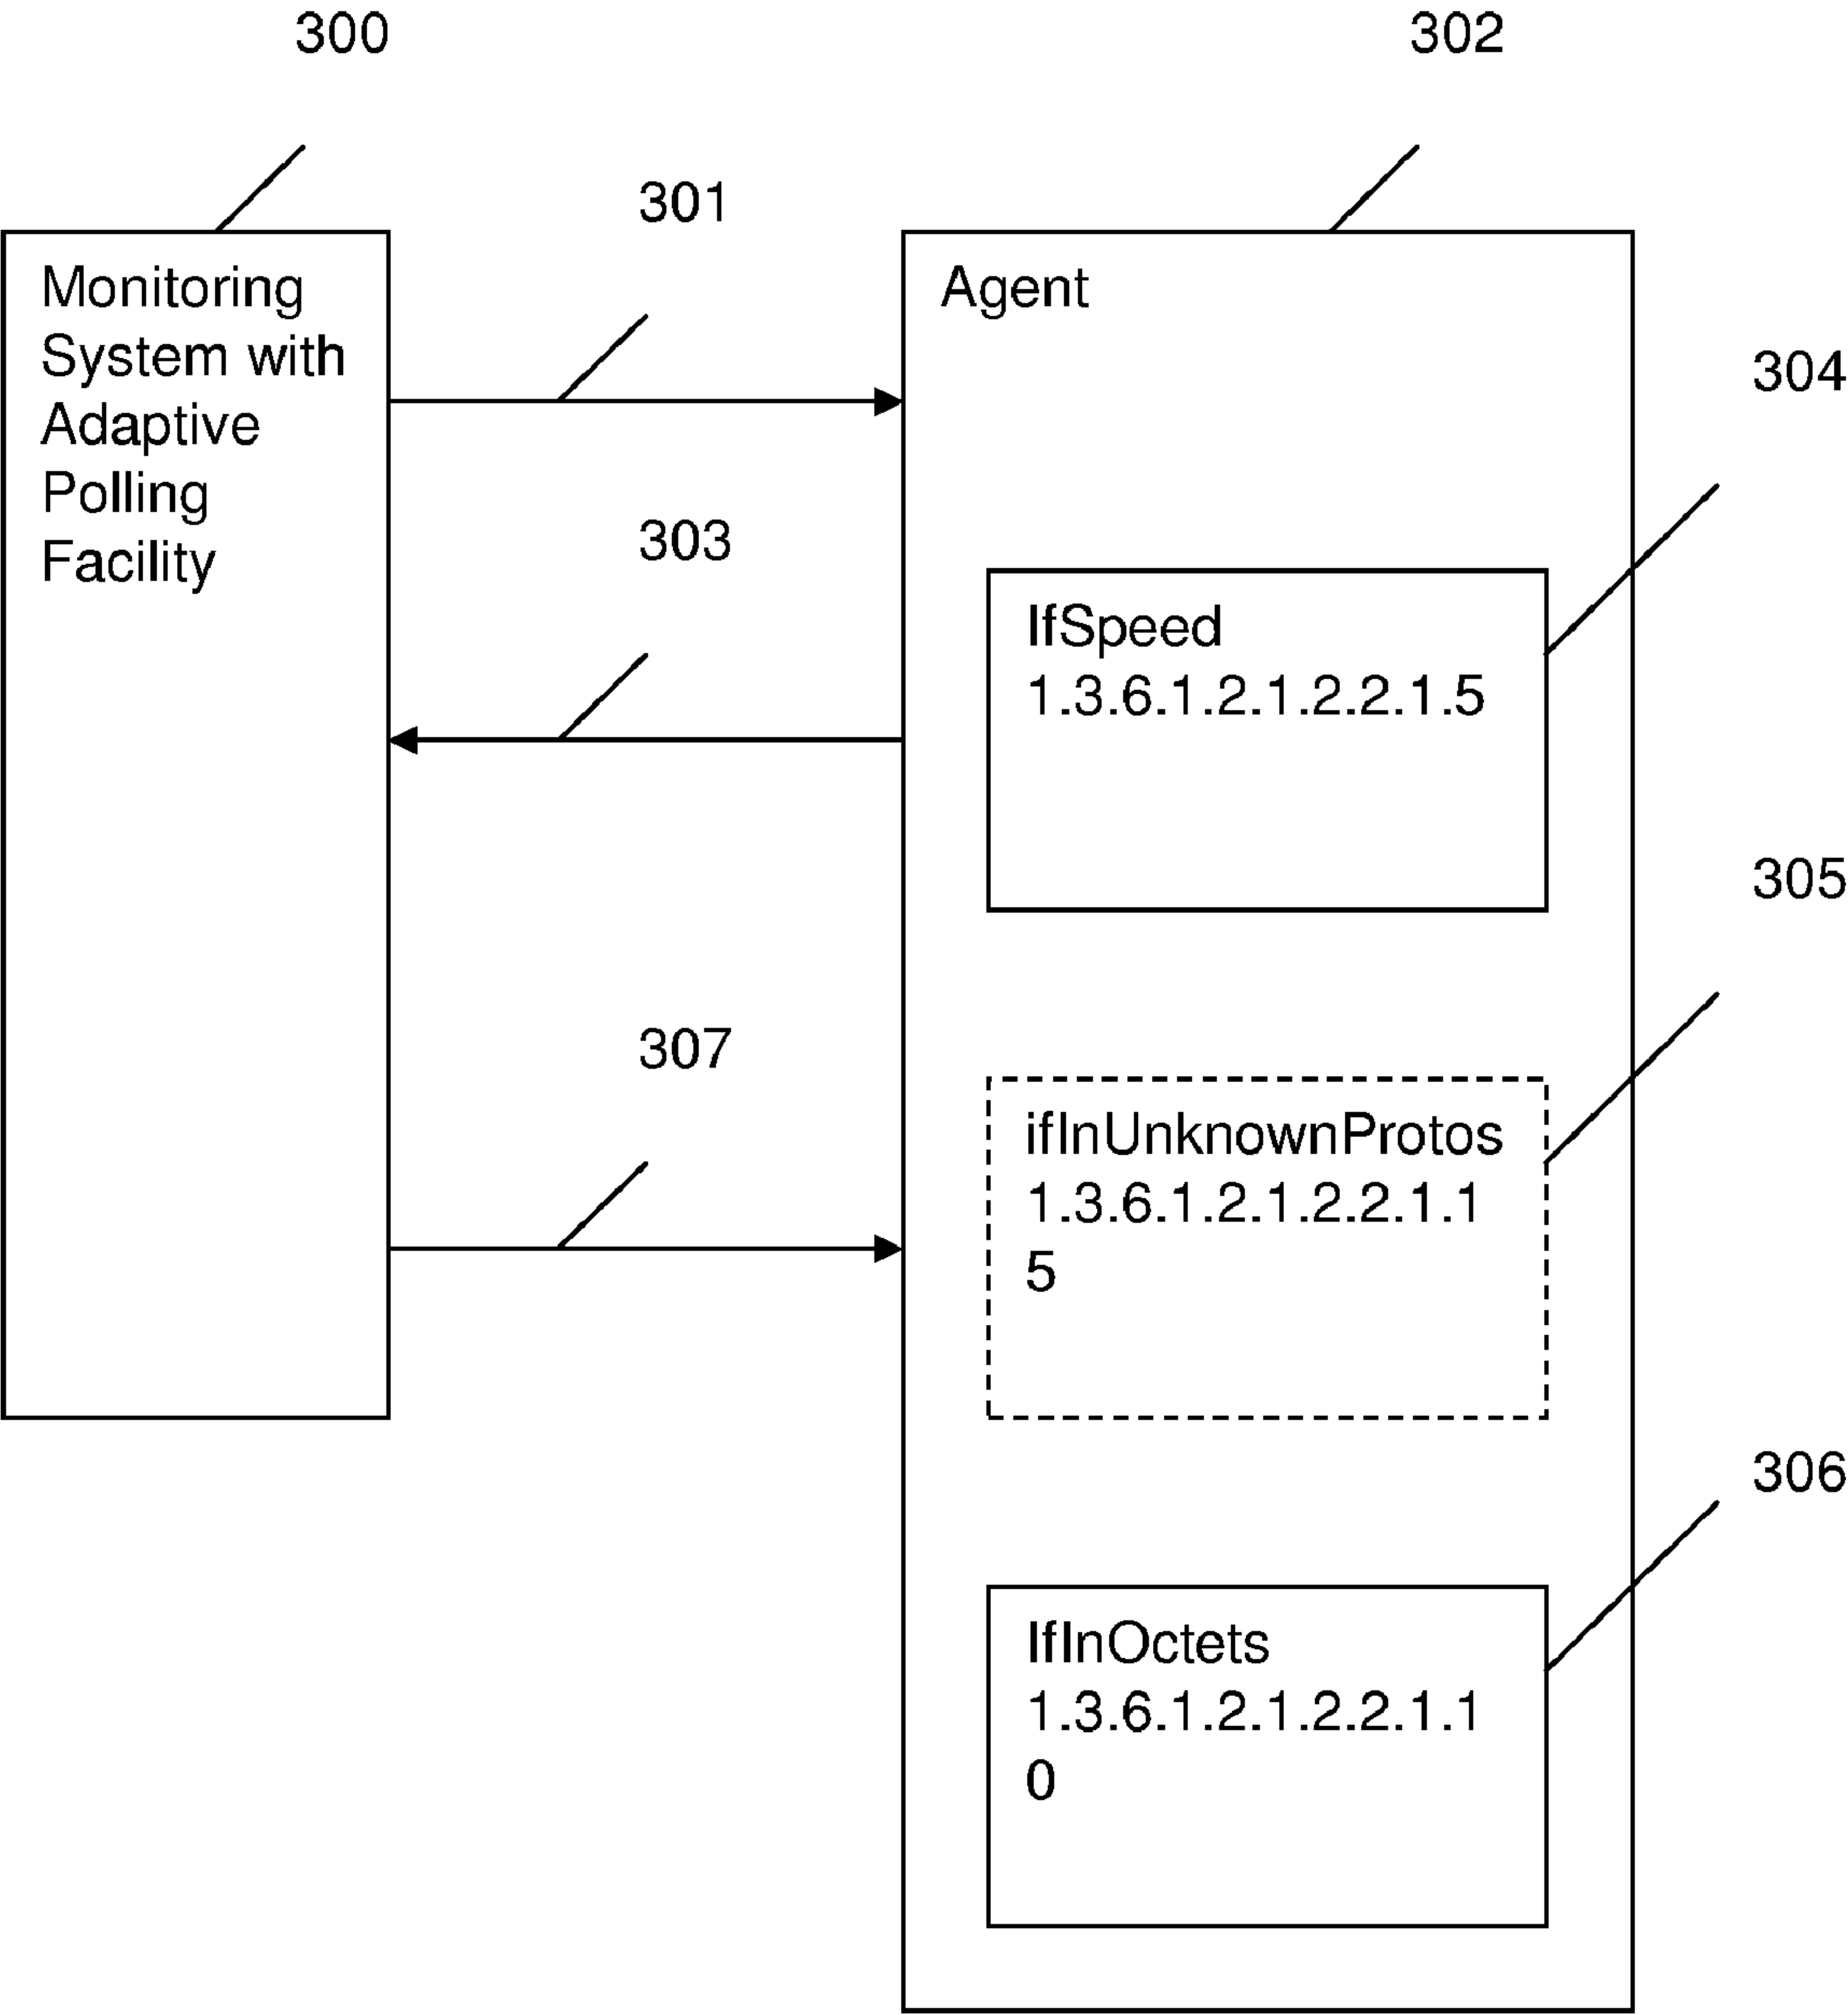 300
302
301
Monitoring
System with
Adaptive
Polling
Facility
Agent
304
303
IfSpeed
1.3.6.1.2.1.2.2.1.5
305
307
ifInUnknownProtos
1.3.6.1.2.1.2.2.1.1
5
306
IfInOctets
1.3.6.1.2.1.2.2.1.1
0